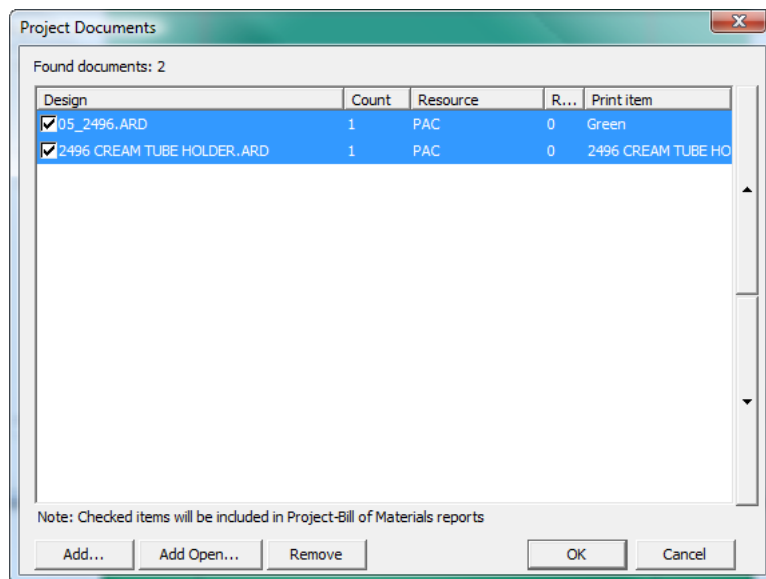 Project Documents
Found documents: 2
Design Count Resource R... Print item
05_2496.ARD 1 PAC 0 Green
2496 CREAM TUBE HOLDER.ARD 1 PAC 0 2496 CREAM TUBE HO
Note: Checked items will be included in Project-Bill of Materials reports
Add... Add Open... Remove OK Cancel